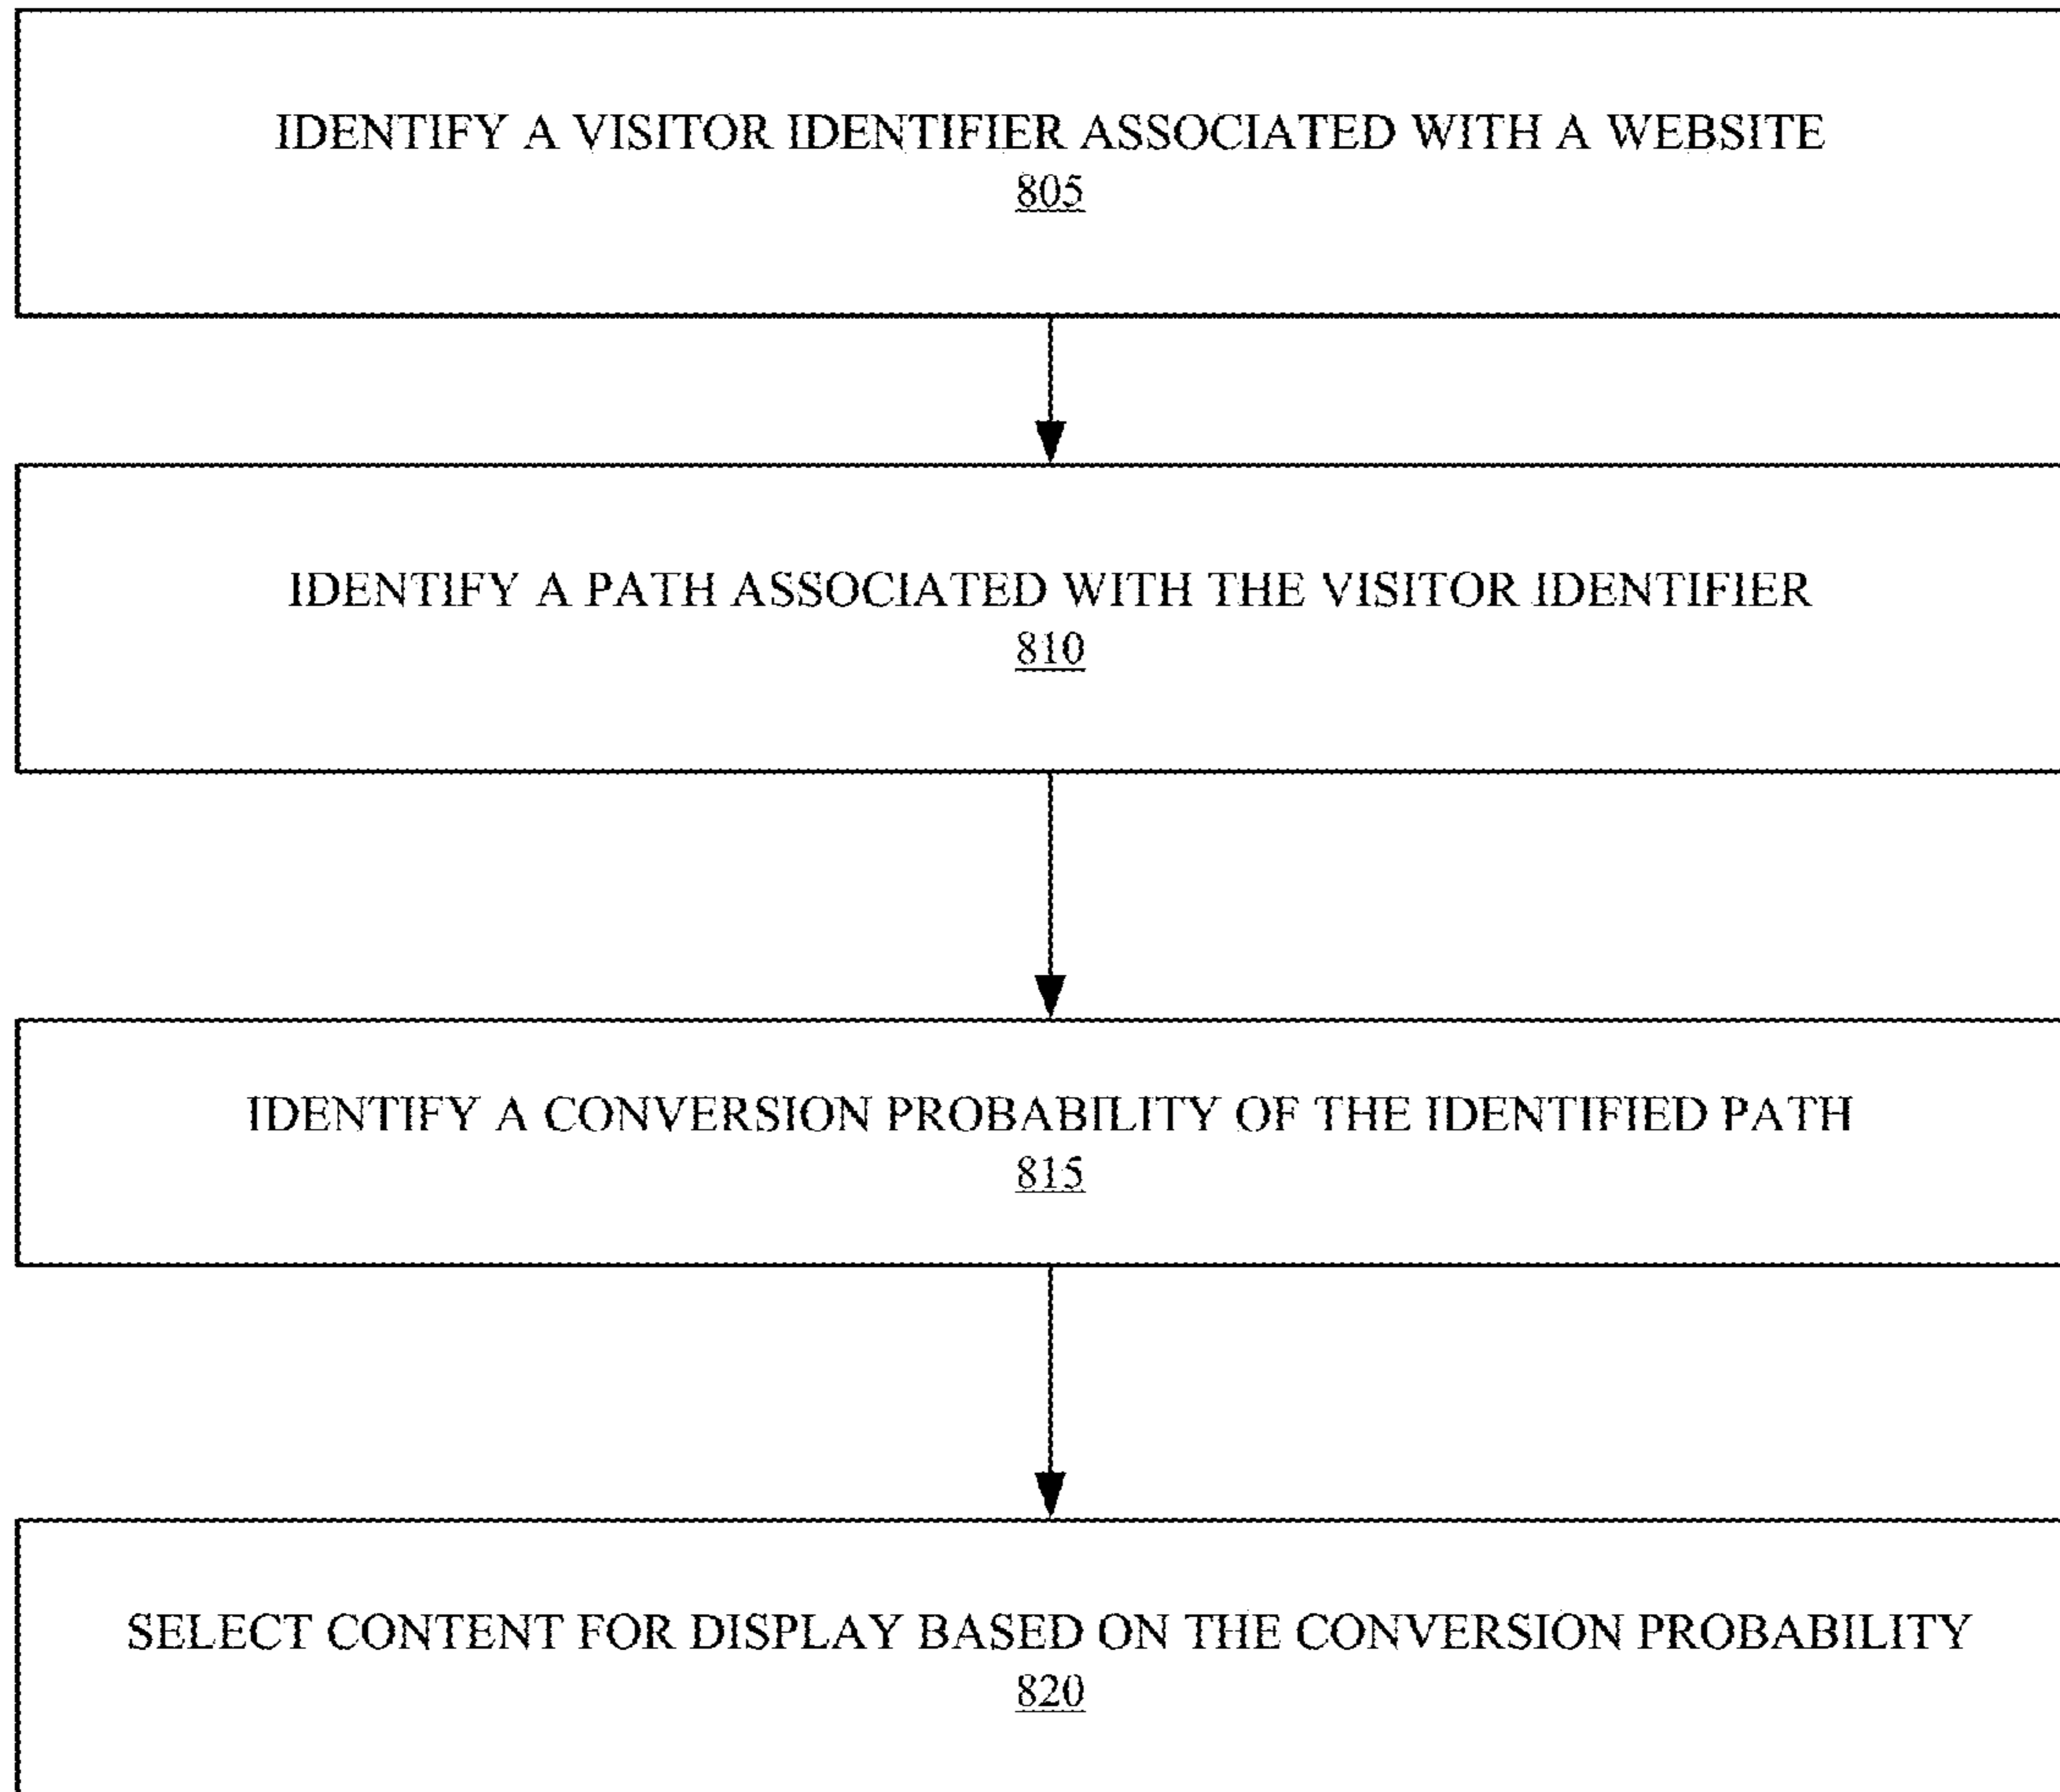 IDENTIFY A VISITOR IDENTIFIER ASSOCIATED WITH A WEBSITE
805
IDENTIFY A PATH ASSOCIATED WITH THE VISITOR IDENTIFIER
810
IDENTIFY A CONVERSION PROBABILITY OF THE IDENTIFIED PATH
815
SELECT CONTENT FOR DISPLAY BASED ON THE CONVERSION PROBABILITY
820